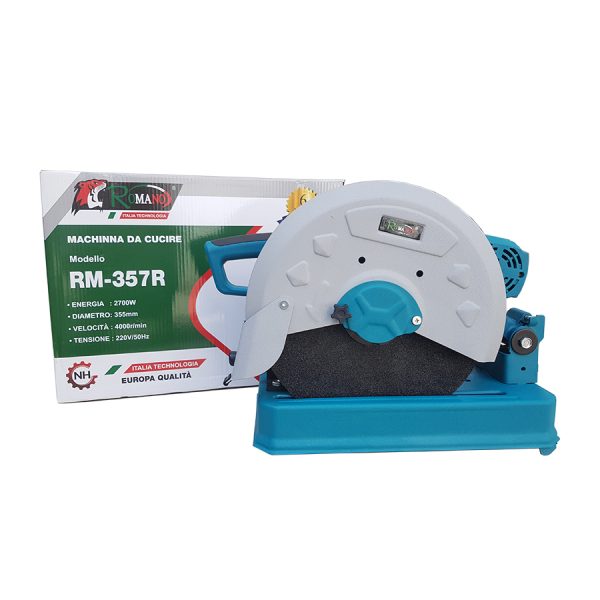 ROMANO
®
ITALIA TECHNOLOGIA
6
MACHINNA DA CUCIRE
Modello
RM-357R
• ENERGIA : 2700W
• DIAMETRO: 355mm
• VELOCITÀ : 4000r/min
• TENSIONE : 220V/50Hz
NH
ITALIA TECHNOLOGIA
EUROPA QUALITÀ
ROMANO